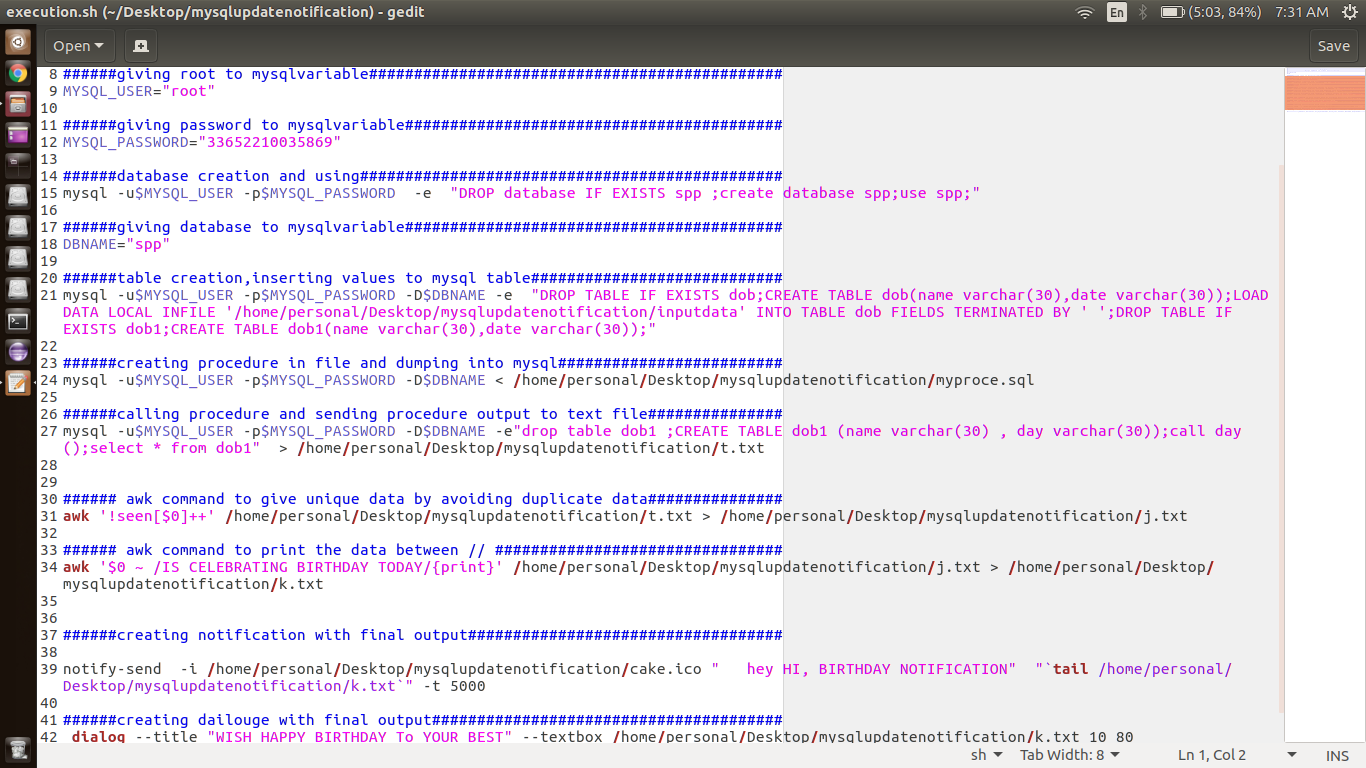 execution.sh (~/Desktop/mysqlupdatenotification) - gedit
En
(5:03, 84%)
7:31 AM
Open
Save
8 ######giving root to mysqlvariable##############################################
9 MYSQL_USER="root"
10
11 ######giving password to mysqlvariable##########################################
12 MYSQL_PASSWORD="33652210035869"
13
14 ######database creation and using###############################################
15 mysql -u$MYSQL_USER -p$MYSQL_PASSWORD  -e  "DROP database IF EXISTS spp ;create database spp;use spp;"
16
17 ######giving database to mysqlvariable##########################################
18 DBNAME="spp"
19
20 ######table creation,inserting values to mysql table############################
21 mysql -u$MYSQL_USER -p$MYSQL_PASSWORD -D$DBNAME -e  "DROP TABLE IF EXISTS dob;CREATE TABLE dob(name varchar(30),date varchar(30));LOAD
DATA LOCAL INFILE '/home/personal/Desktop/mysqlupdatenotification/inputdata' INTO TABLE dob FIELDS TERMINATED BY ' ';DROP TABLE IF
EXISTS dob1;CREATE TABLE dob1(name varchar(30),date varchar(30));"
22
23 ######creating procedure in file and dumping into mysql#########################
24 mysql -u$MYSQL_USER -p$MYSQL_PASSWORD -D$DBNAME < /home/personal/Desktop/mysqlupdatenotification/myproce.sql
25
26 ######calling procedure and sending procedure output to text file###############
27 mysql -u$MYSQL_USER -p$MYSQL_PASSWORD -D$DBNAME -e"drop table dob1 ;CREATE TABLE dob1 (name varchar(30) , day varchar(30));call day
();select * from dob1"  > /home/personal/Desktop/mysqlupdatenotification/t.txt
28
29
30 ###### awk command to give unique data by avoiding duplicate data###############
31 awk '!seen[$0]++' /home/personal/Desktop/mysqlupdatenotification/t.txt > /home/personal/Desktop/mysqlupdatenotification/j.txt
32
33 ###### awk command to print the data between // ################################
34 awk '$0 ~ /IS CELEBRATING BIRTHDAY TODAY/{print}' /home/personal/Desktop/mysqlupdatenotification/j.txt > /home/personal/Desktop/
mysqlupdatenotification/k.txt
35
36
37 ######creating notification with final output###################################
38
39 notify-send  -i /home/personal/Desktop/mysqlupdatenotification/cake.ico "   hey HI, BIRTHDAY NOTIFICATION"  "`tail /home/personal/
Desktop/mysqlupdatenotification/k.txt`" -t 5000
40
41 ######creating dailouge with final output#######################################
42  dialog --title "WISH HAPPY BIRTHDAY To YOUR BEST" --textbox /home/personal/Desktop/mysqlupdatenotification/k.txt 10 80
sh
Tab Width: 8
Ln 1, Col 2
INS